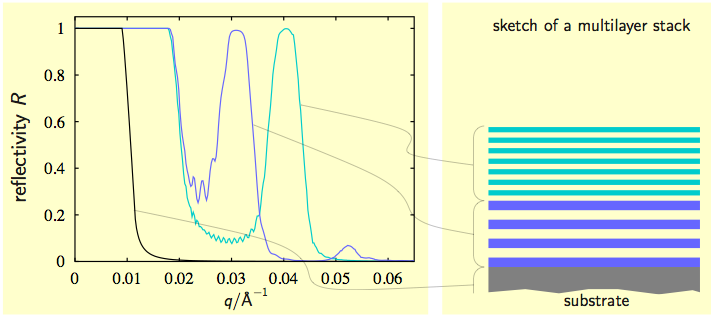 sketch of a multilayer stack
1
0.8
0.6
0.4
0.2
0
reflectivity R
0 0.01 0.02 0.03 0.04 0.05 0.06
q/Å⁻¹
substrate